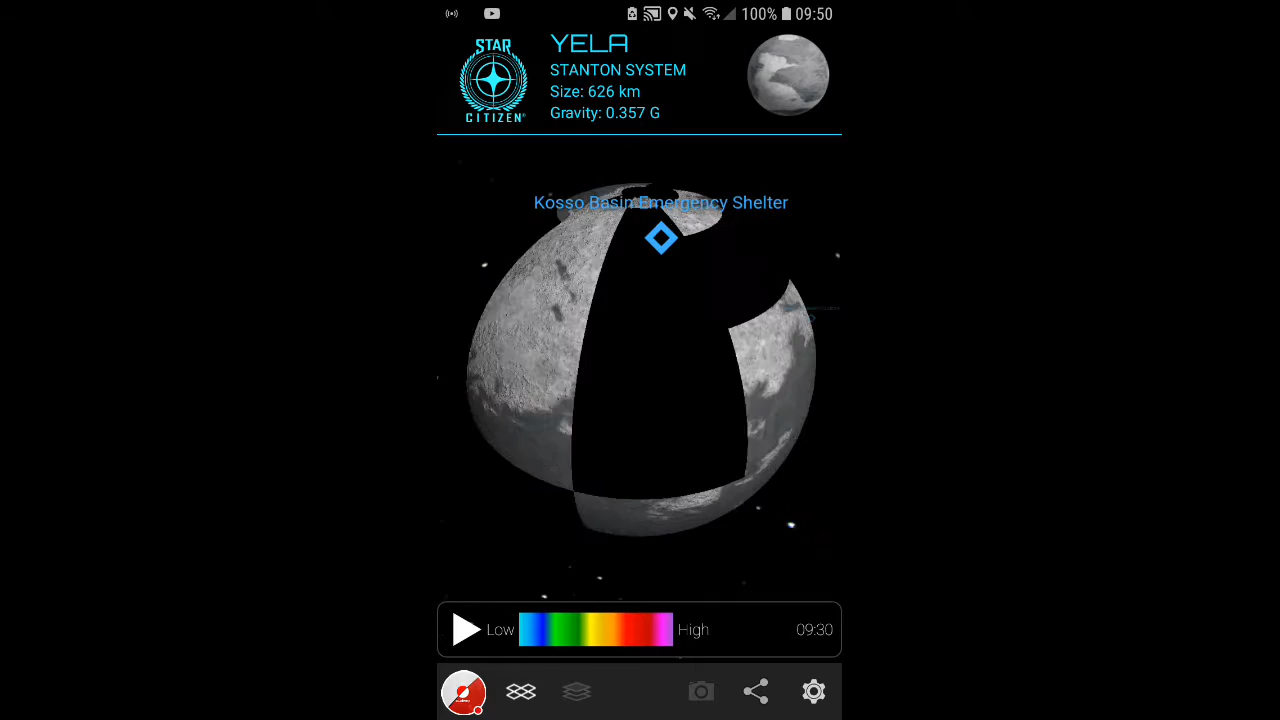 100% 09:50
STAR
CITIZEN®
YELA
STANTON SYSTEM
Size: 626 km
Gravity: 0.357 G
Kosso Basin Emergency Shelter
Low
High
09:30